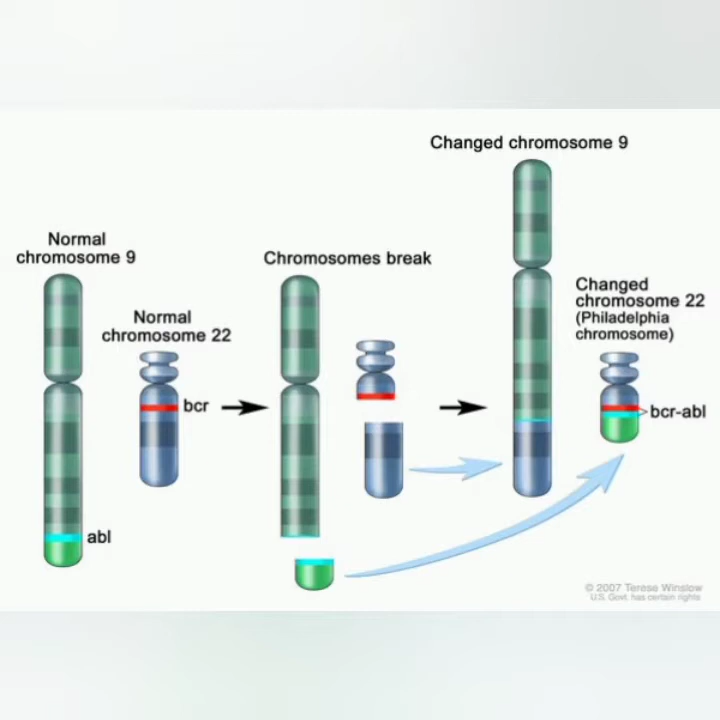 Changed chromosome 9
Normal
chromosome 9
Chromosomes break
Normal
chromosome 22
Changed
chromosome 22
(Philadelphia
chromosome)
bcr
bcr-abl
abl
© 2007 Terese Winslow
U.S. Govt. has certain rights